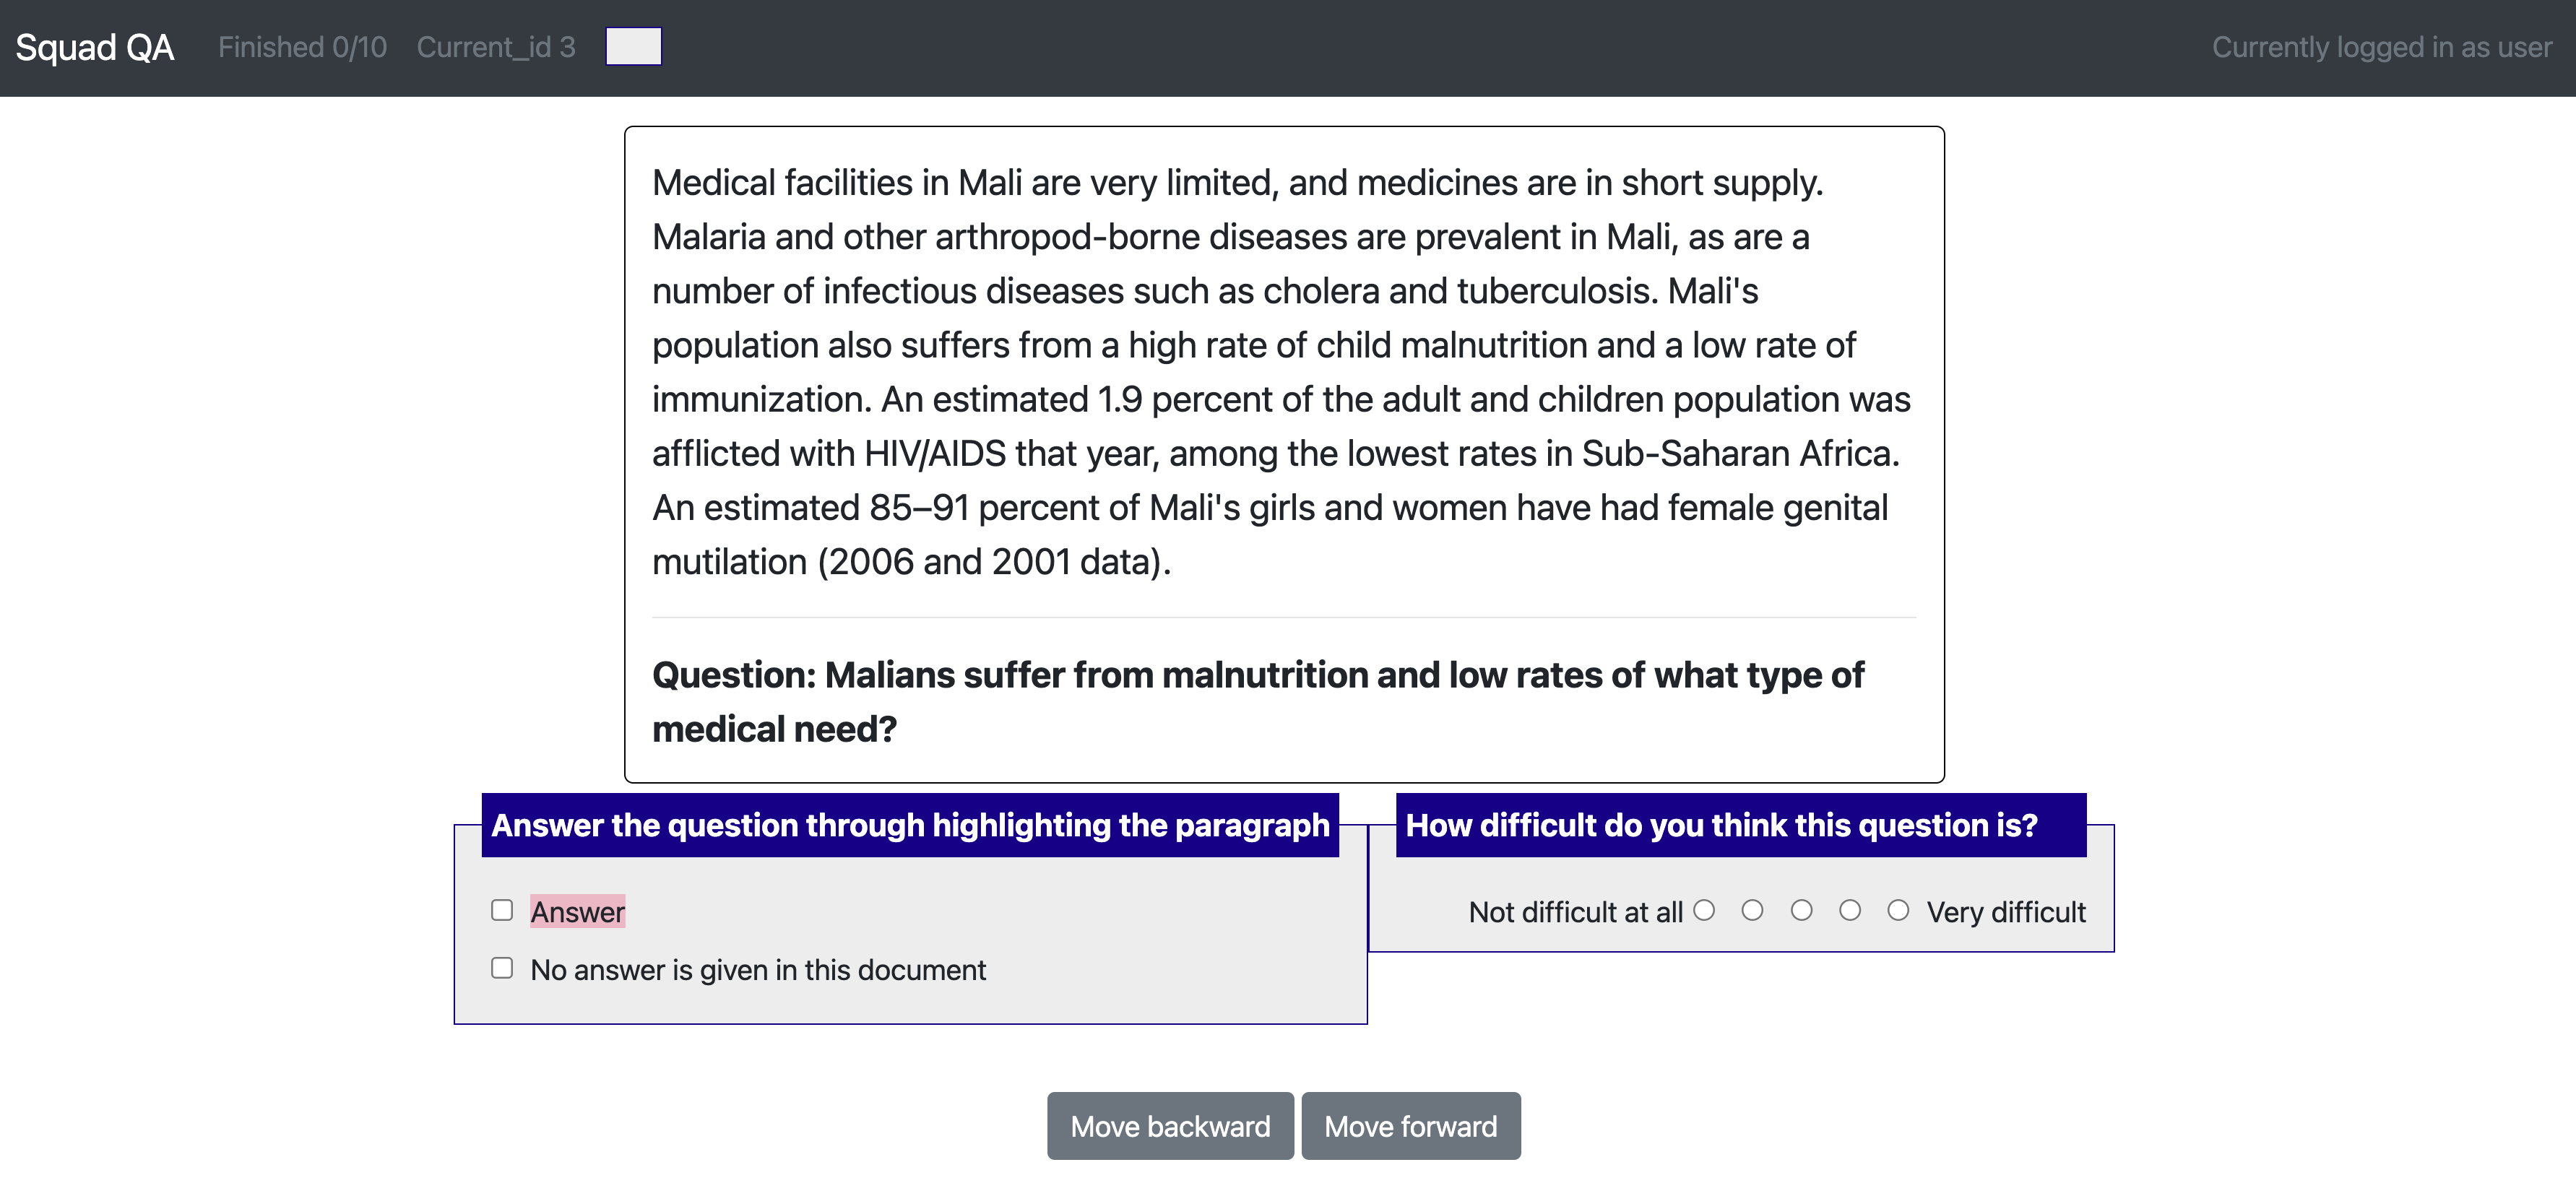 Squad QA Finished 0/10 Current_id 3 Currently logged in as user
Medical facilities in Mali are very limited, and medicines are in short supply.
Malaria and other arthropod-borne diseases are prevalent in Mali, as are a
number of infectious diseases such as cholera and tuberculosis. Mali's
population also suffers from a high rate of child malnutrition and a low rate of
immunization. An estimated 1.9 percent of the adult and children population was
afflicted with HIV/AIDS that year, among the lowest rates in Sub-Saharan Africa.
An estimated 85–91 percent of Mali's girls and women have had female genital
mutilation (2006 and 2001 data).
Question: Malians suffer from malnutrition and low rates of what type of
medical need?
Answer the question through highlighting the paragraph
Answer
No answer is given in this document
How difficult do you think this question is?
Not difficult at all Very difficult
Move backward Move forward